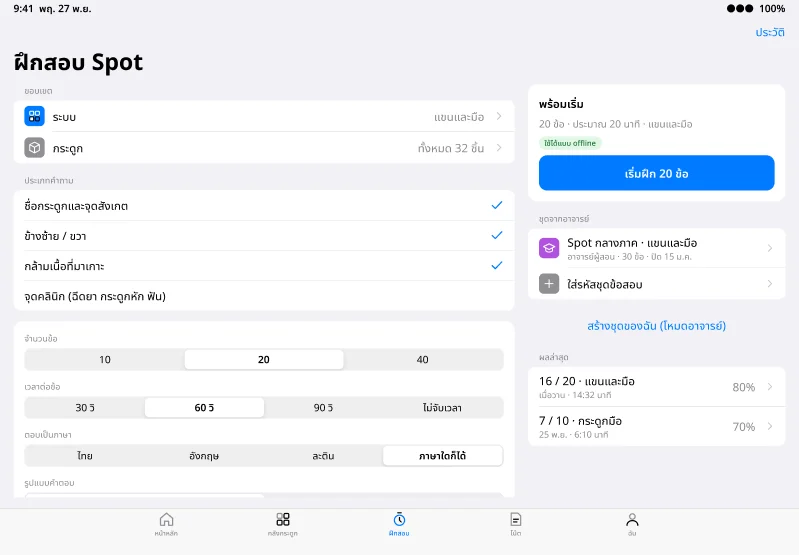 9:41 พฤ. 27 พ.ย.
100%
ประวัติ
ฝึกสอบ Spot
ขอบเขต
ระบบ
แขนและมือ
กระดูก
ทั้งหมด 32 ชิ้น
ประเภทคำถาม
ชื่อกระดูกและจุดสังเกต
ข้างซ้าย / ขวา
กล้ามเนื้อที่มาเกาะ
จุดคลินิก (ฉีดยา กระดูกหัก ฟัน)
จำนวนข้อ
10
20
40
เวลาต่อข้อ
30 วิ
60 วิ
90 วิ
ไม่จับเวลา
ตอบเป็นภาษา
ไทย
อังกฤษ
ละติน
ภาษาใดก็ได้
รูปแบบคำตอบ
พร้อมเริ่ม
20 ข้อ · ประมาณ 20 นาที · แขนและมือ
ใช้ได้แบบ offline
เริ่มฝึก 20 ข้อ
ชุดจากอาจารย์
Spot กลางภาค · แขนและมือ
อาจารย์ผู้สอน · 30 ข้อ · ปิด 15 ม.ค.
ใส่รหัสชุดข้อสอบ
สร้างชุดของฉัน (โหมดอาจารย์)
ผลล่าสุด
16 / 20 · แขนและมือ
เมื่อวาน · 14:32 นาที
80%
7 / 10 · กระดูกมือ
25 พ.ย. · 6:10 นาที
70%
หน้าหลัก
คลังกระดูก
ฝึกสอบ
โน้ต
ฉัน